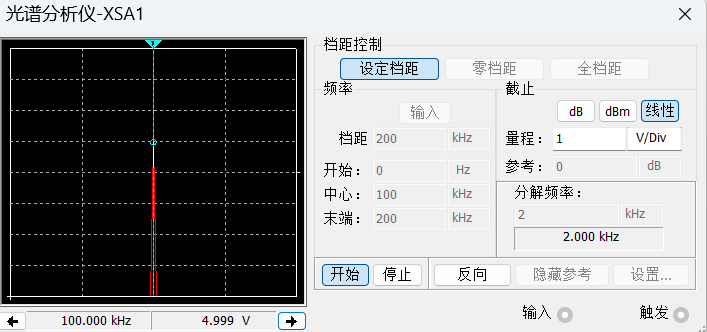 光谱分析仪-XSA1
1
档距控制
设定档距 零档距 全档距
频率
输入
档距 200 kHz
开始: 0 Hz
中心: 100 kHz
末端: 200 kHz
截止
dB dBm 线性
量程: 1 V/Div
参考: 0 dB
分解频率:
2 kHz
2.000 kHz
开始 停止 反向 隐藏参考 设置...
100.000 kHz 4.999 V
输入 触发